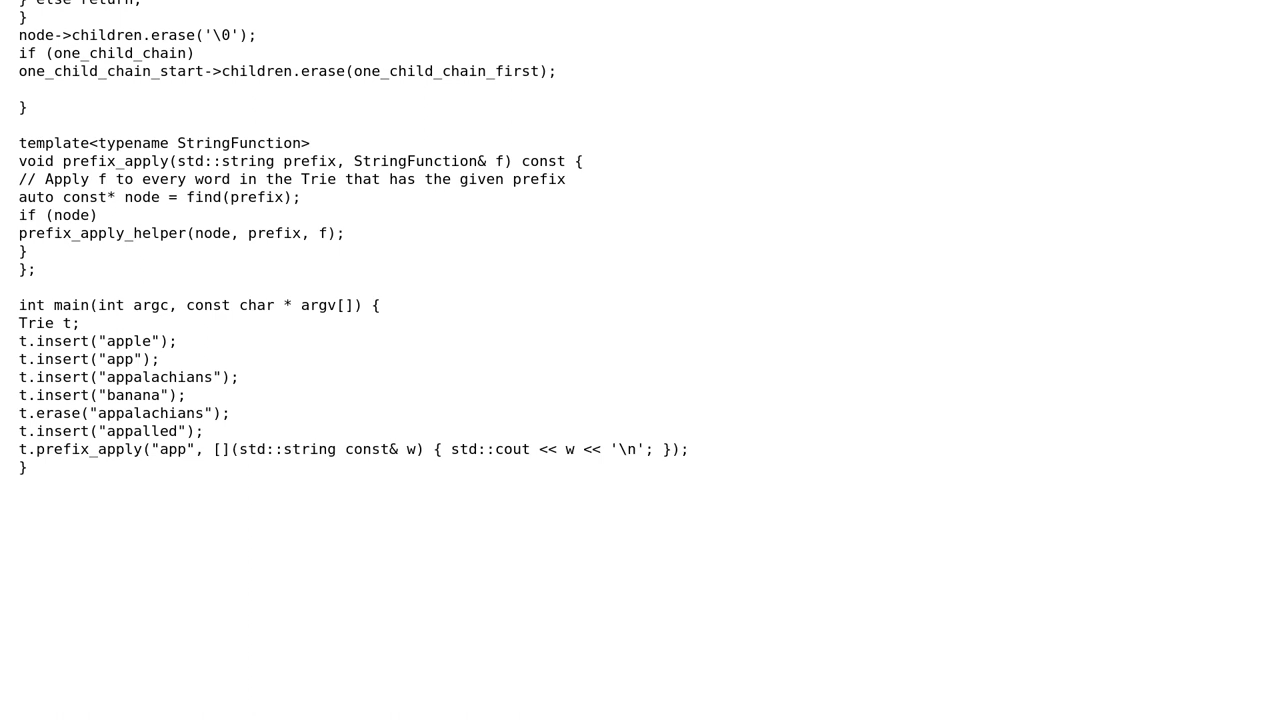 } else return;
}
node->children.erase('\0');
if (one_child_chain)
one_child_chain_start->children.erase(one_child_chain_first);

}

template<typename StringFunction>
void prefix_apply(std::string prefix, StringFunction& f) const {
// Apply f to every word in the Trie that has the given prefix
auto const* node = find(prefix);
if (node)
prefix_apply_helper(node, prefix, f);
}
};

int main(int argc, const char * argv[]) {
Trie t;
t.insert("apple");
t.insert("app");
t.insert("appalachians");
t.insert("banana");
t.erase("appalachians");
t.insert("appalled");
t.prefix_apply("app", [](std::string const& w) { std::cout << w << '\n'; });
}